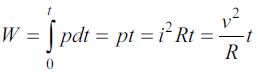 W = ∫₀ᵗ pdt = pt = i²Rt = v²/R t